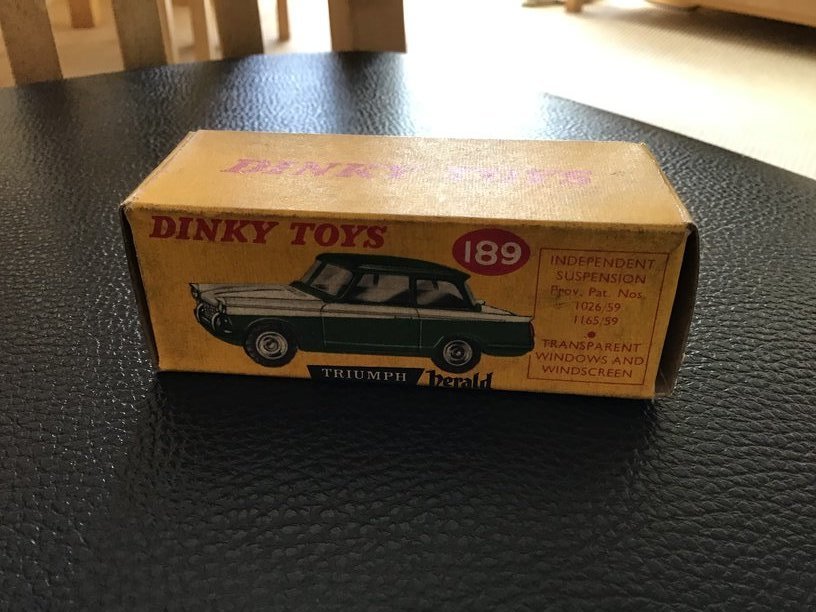 DINKY TOYS
DINKY TOYS
189
INDEPENDENT
SUSPENSION
Prov. Pat. Nos.
1026/59
1165/59
TRANSPARENT
WINDOWS AND
WINDSCREEN
TRIUMPH herald